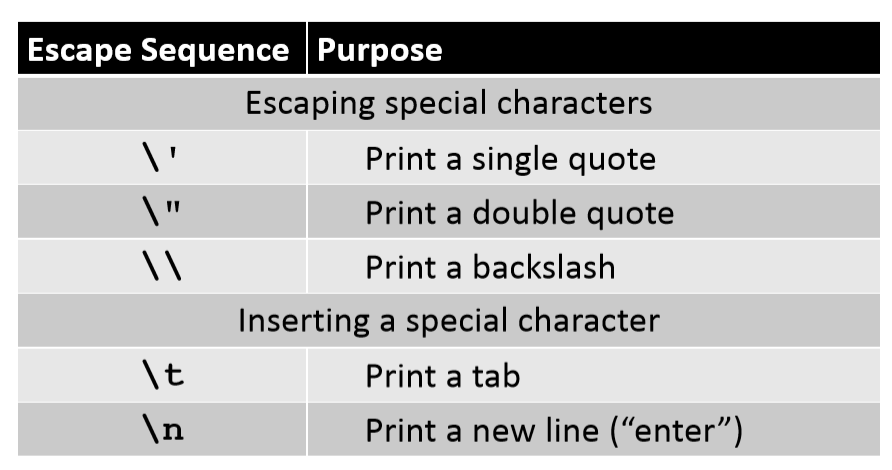 Escape Sequence Purpose
Escaping special characters
\' Print a single quote
\" Print a double quote
\\ Print a backslash
Inserting a special character
\t Print a tab
\n Print a new line (“enter”)